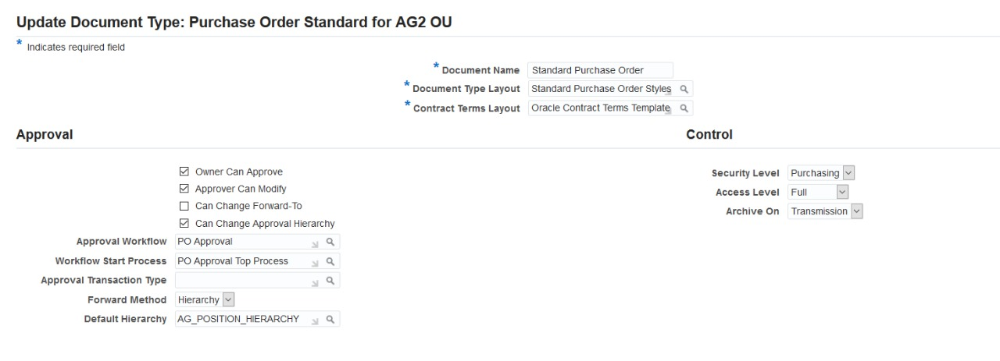 Update Document Type: Purchase Order Standard for AG2 OU
* Indicates required field
* Document Name Standard Purchase Order
* Document Type Layout Standard Purchase Order Styles
* Contract Terms Layout Oracle Contract Terms Template
Approval
Owner Can Approve
Approver Can Modify
Can Change Forward-To
Can Change Approval Hierarchy
Approval Workflow PO Approval
Workflow Start Process PO Approval Top Process
Approval Transaction Type
Forward Method Hierarchy
Default Hierarchy AG_POSITION_HIERARCHY
Control
Security Level Purchasing
Access Level Full
Archive On Transmission